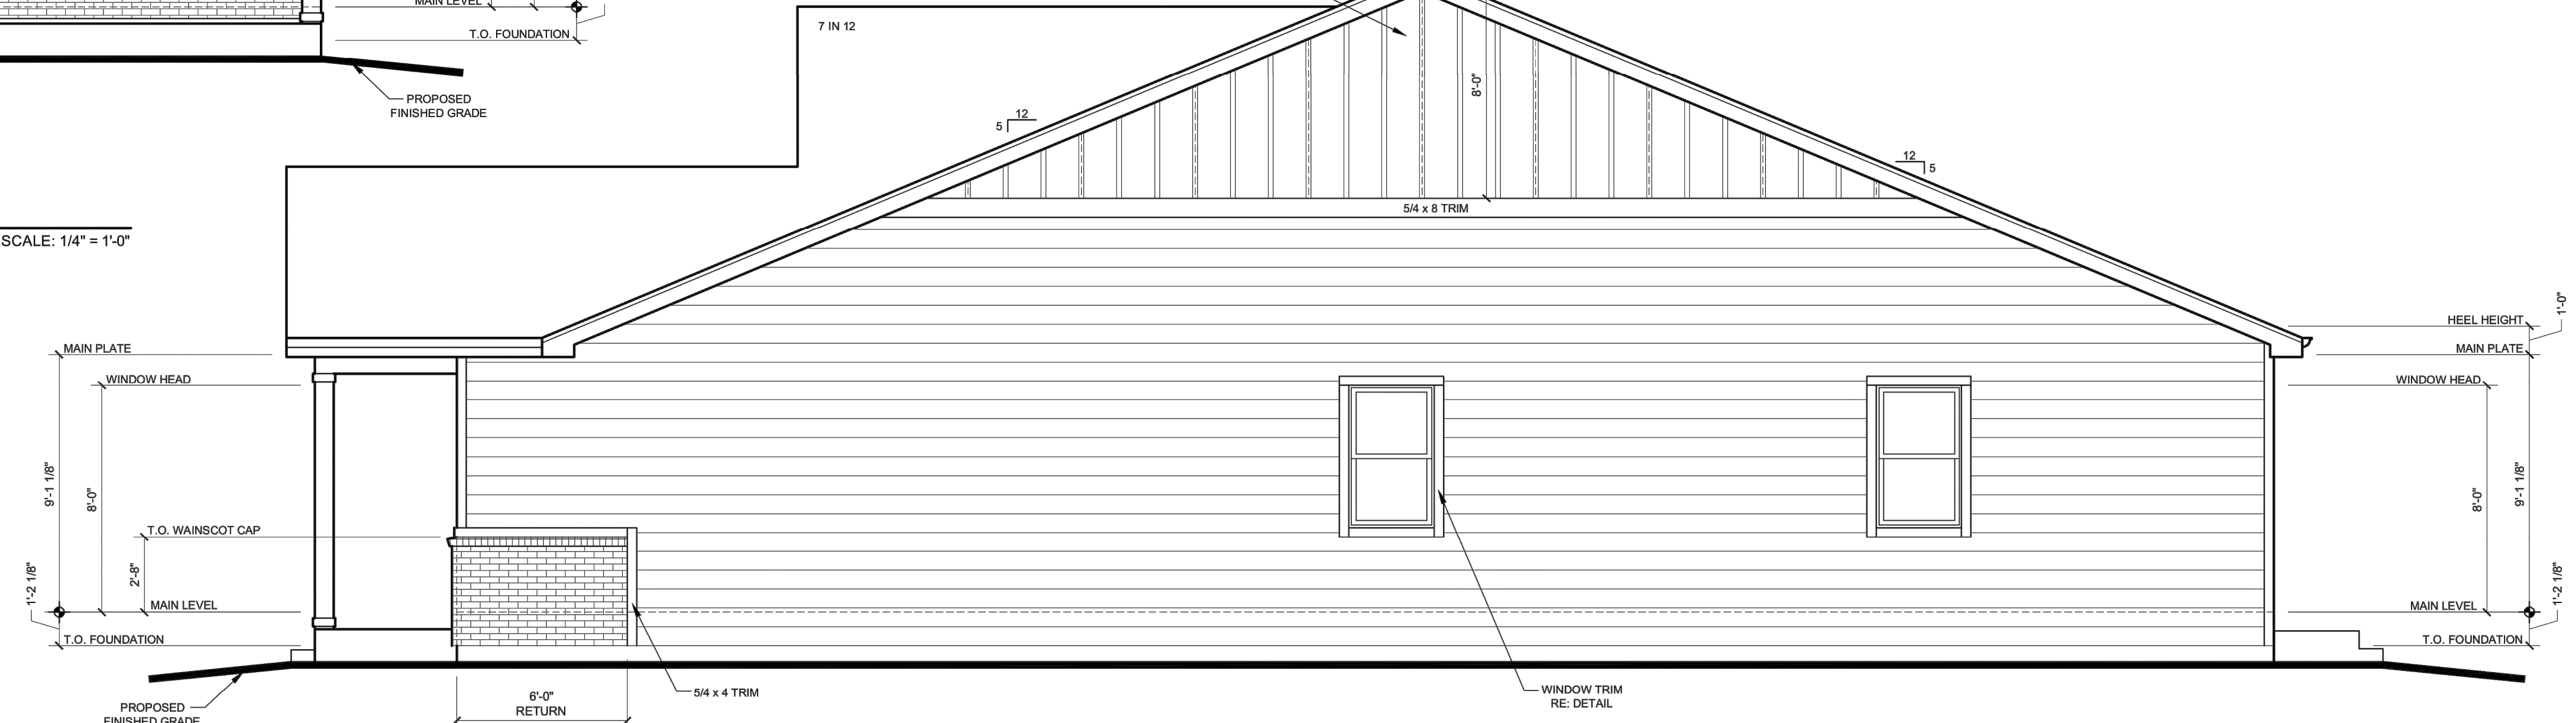 MAIN LEVEL
T.O. FOUNDATION
7 IN 12
PROPOSED
FINISHED GRADE
8'-0"
12
5
12
5
5/4 x 8 TRIM
SCALE: 1/4" = 1'-0"
HEEL HEIGHT
1'-0"
MAIN PLATE
MAIN PLATE
WINDOW HEAD
WINDOW HEAD
9'-1 1/8"
8'-0"
8'-0"
9'-1 1/8"
T.O. WAINSCOT CAP
2'-8"
1'-2 1/8"
1'-2 1/8"
MAIN LEVEL
MAIN LEVEL
T.O. FOUNDATION
T.O. FOUNDATION
5/4 x 4 TRIM
6'-0"
RETURN
WINDOW TRIM
RE: DETAIL
PROPOSED
FINISHED GRADE